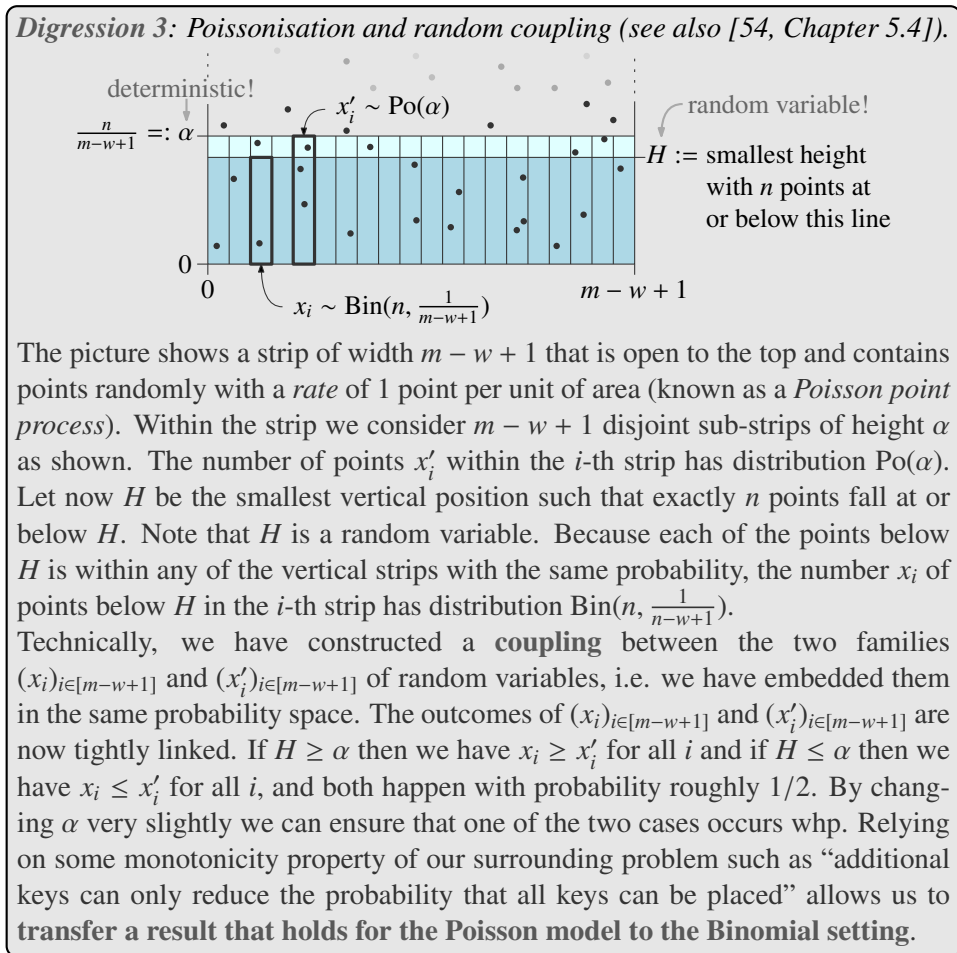 Digression 3: Poissonisation and random coupling (see also [54, Chapter 5.4]).
deterministic!
x′_i ∼ Po(α)
random variable!
n/(m−w+1) =: α
H := smallest height
with n points at
or below this line
0
0
m − w + 1
x_i ∼ Bin(n, 1/(m−w+1))
The picture shows a strip of width m − w + 1 that is open to the top and contains
points randomly with a rate of 1 point per unit of area (known as a Poisson point
process). Within the strip we consider m − w + 1 disjoint sub-strips of height α
as shown. The number of points x′_i within the i-th strip has distribution Po(α).
Let now H be the smallest vertical position such that exactly n points fall at or
below H. Note that H is a random variable. Because each of the points below
H is within any of the vertical strips with the same probability, the number x_i of
points below H in the i-th strip has distribution Bin(n, 1/(n−w+1)).
Technically, we have constructed a coupling between the two families
(x_i)_{i∈[m−w+1]} and (x′_i)_{i∈[m−w+1]} of random variables, i.e. we have embedded them
in the same probability space. The outcomes of (x_i)_{i∈[m−w+1]} and (x′_i)_{i∈[m−w+1]} are
now tightly linked. If H ≥ α then we have x_i ≥ x′_i for all i and if H ≤ α then we
have x_i ≤ x′_i for all i, and both happen with probability roughly 1/2. By chang-
ing α very slightly we can ensure that one of the two cases occurs whp. Relying
on some monotonicity property of our surrounding problem such as “additional
keys can only reduce the probability that all keys can be placed” allows us to
transfer a result that holds for the Poisson model to the Binomial setting.